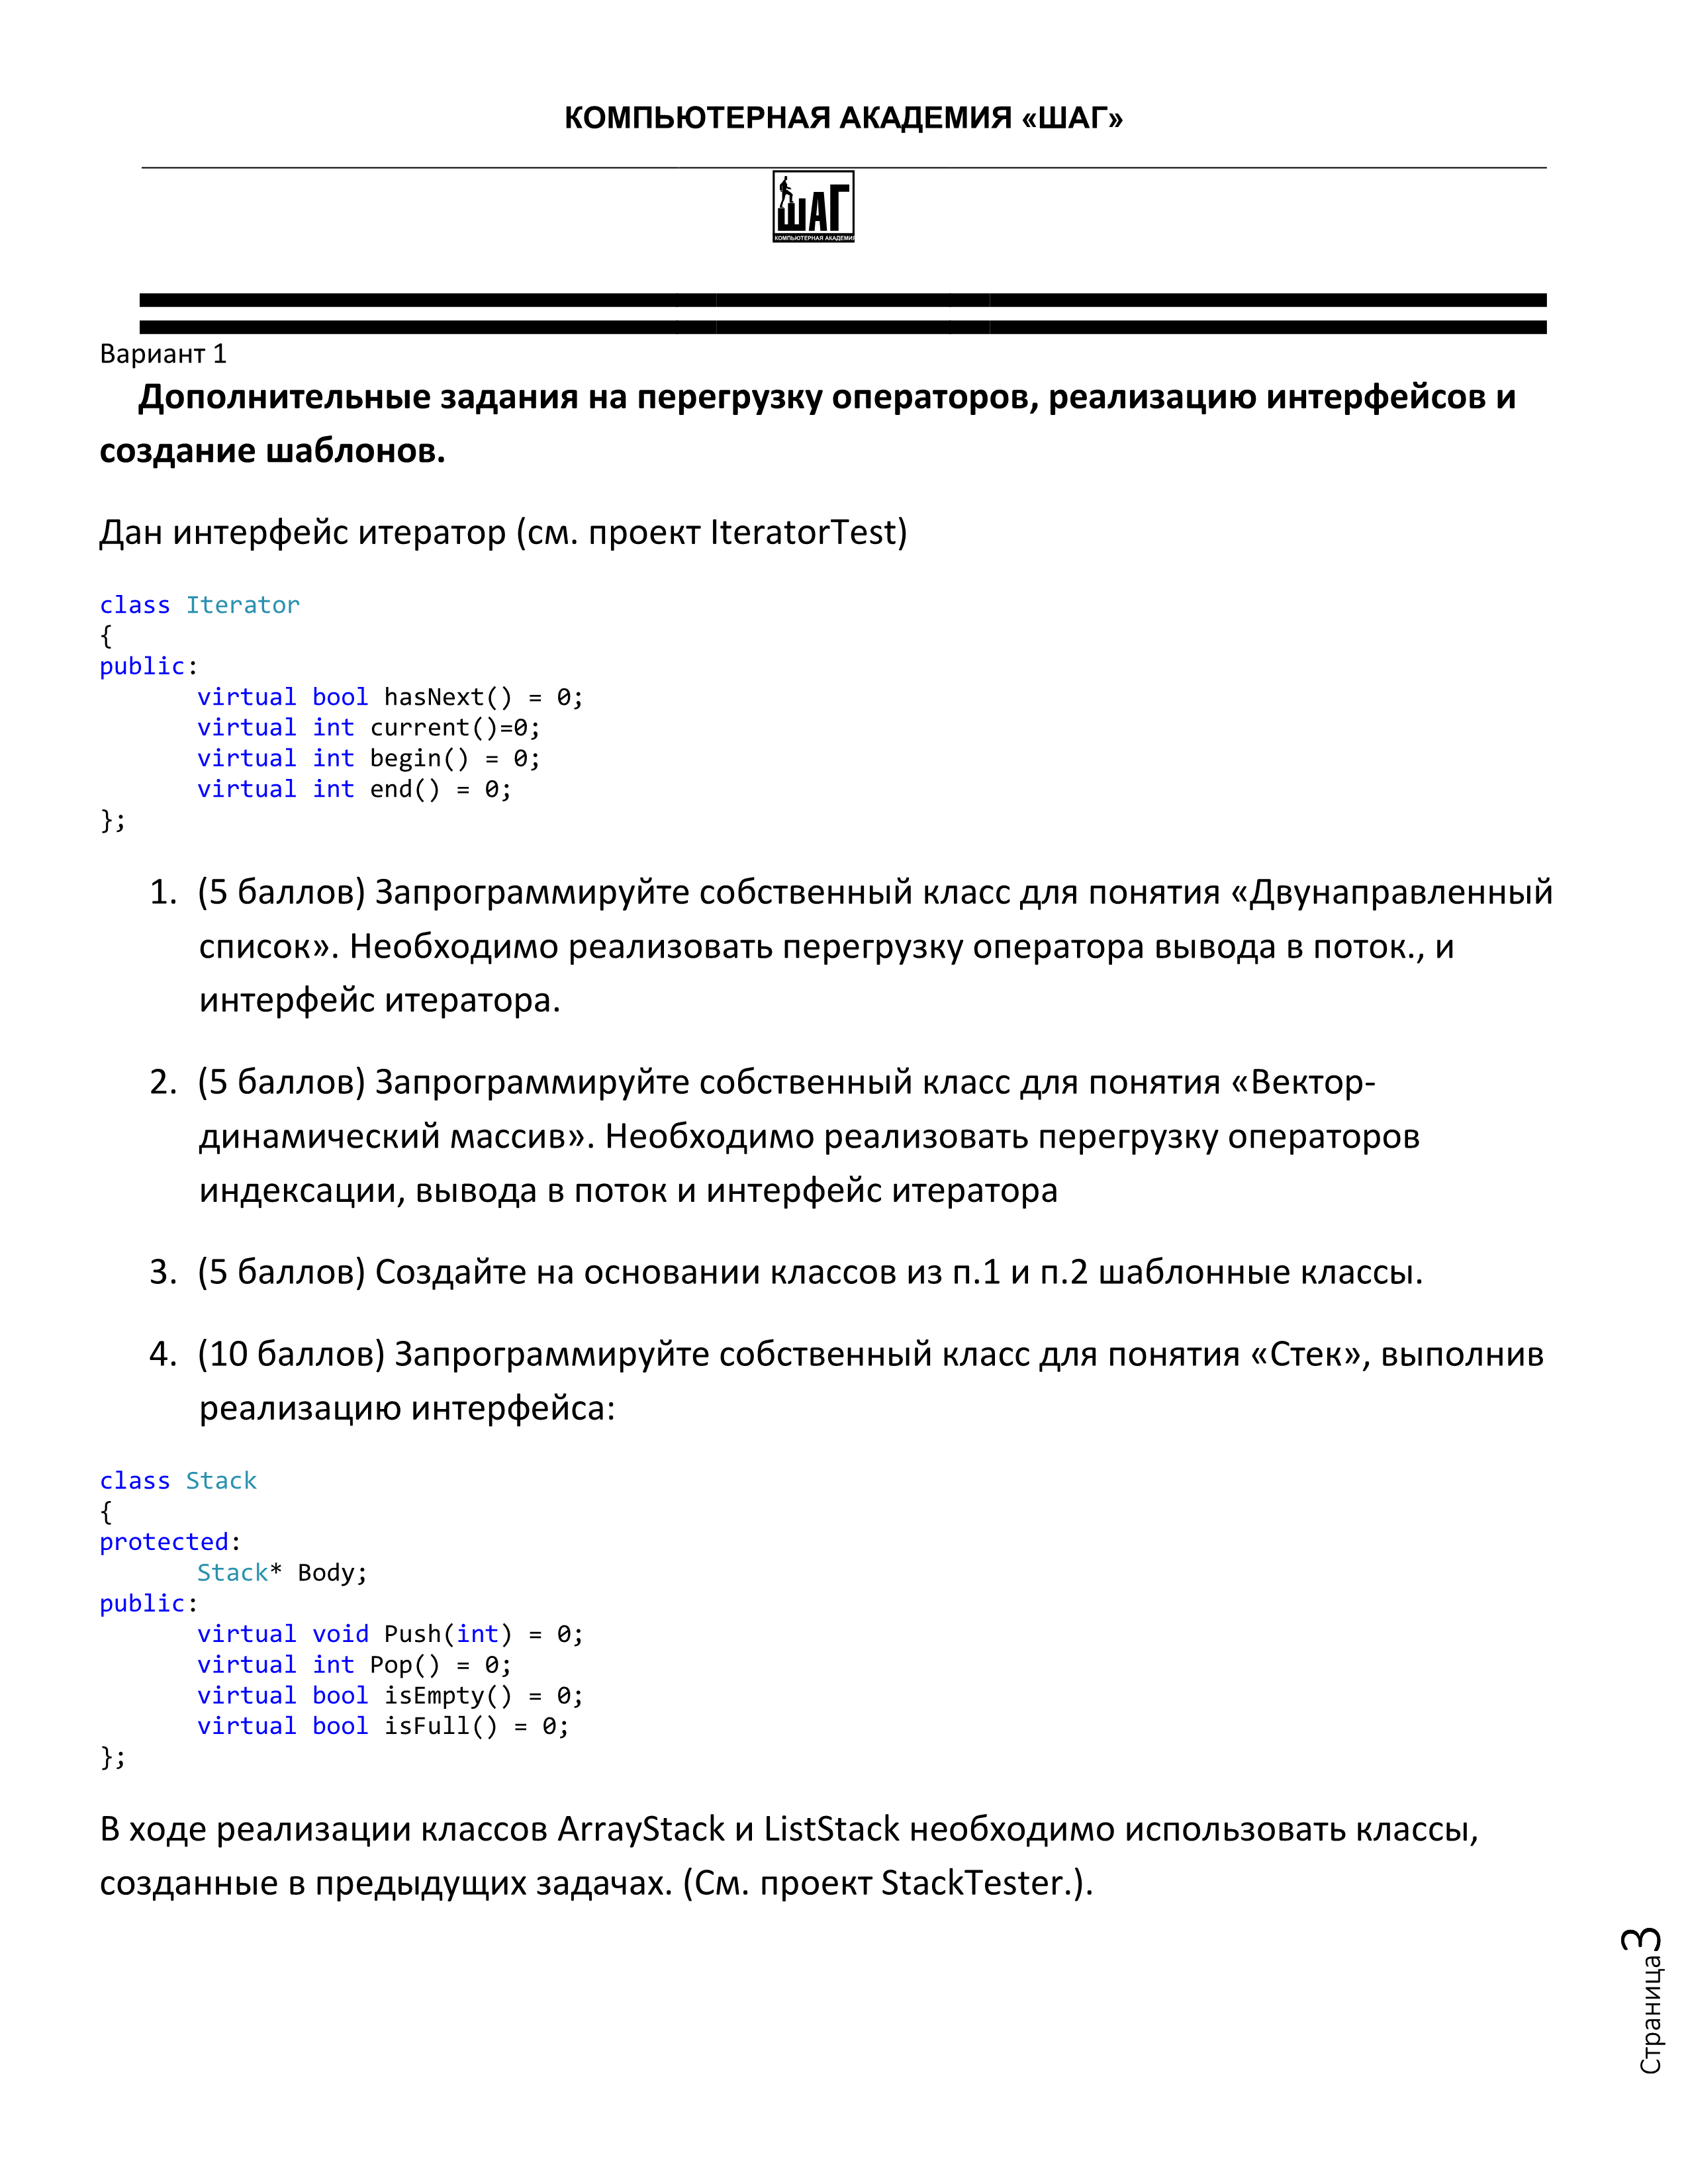 КОМПЬЮТЕРНАЯ АКАДЕМИЯ «ШАГ»
ШАГ
КОМПЬЮТЕРНАЯ АКАДЕМИЯ
Вариант 1
Дополнительные задания на перегрузку операторов, реализацию интерфейсов и
создание шаблонов.
Дан интерфейс итератор (см. проект IteratorTest)
class Iterator
{
public:
virtual bool hasNext() = 0;
virtual int current()=0;
virtual int begin() = 0;
virtual int end() = 0;
};
1. (5 баллов) Запрограммируйте собственный класс для понятия «Двунаправленный
список». Необходимо реализовать перегрузку оператора вывода в поток., и
интерфейс итератора.
2. (5 баллов) Запрограммируйте собственный класс для понятия «Вектор-
динамический массив». Необходимо реализовать перегрузку операторов
индексации, вывода в поток и интерфейс итератора
3. (5 баллов) Создайте на основании классов из п.1 и п.2 шаблонные классы.
4. (10 баллов) Запрограммируйте собственный класс для понятия «Стек», выполнив
реализацию интерфейса:
class Stack
{
protected:
Stack* Body;
public:
virtual void Push(int) = 0;
virtual int Pop() = 0;
virtual bool isEmpty() = 0;
virtual bool isFull() = 0;
};
В ходе реализации классов ArrayStack и ListStack необходимо использовать классы,
созданные в предыдущих задачах. (См. проект StackTester.).
Страница 3